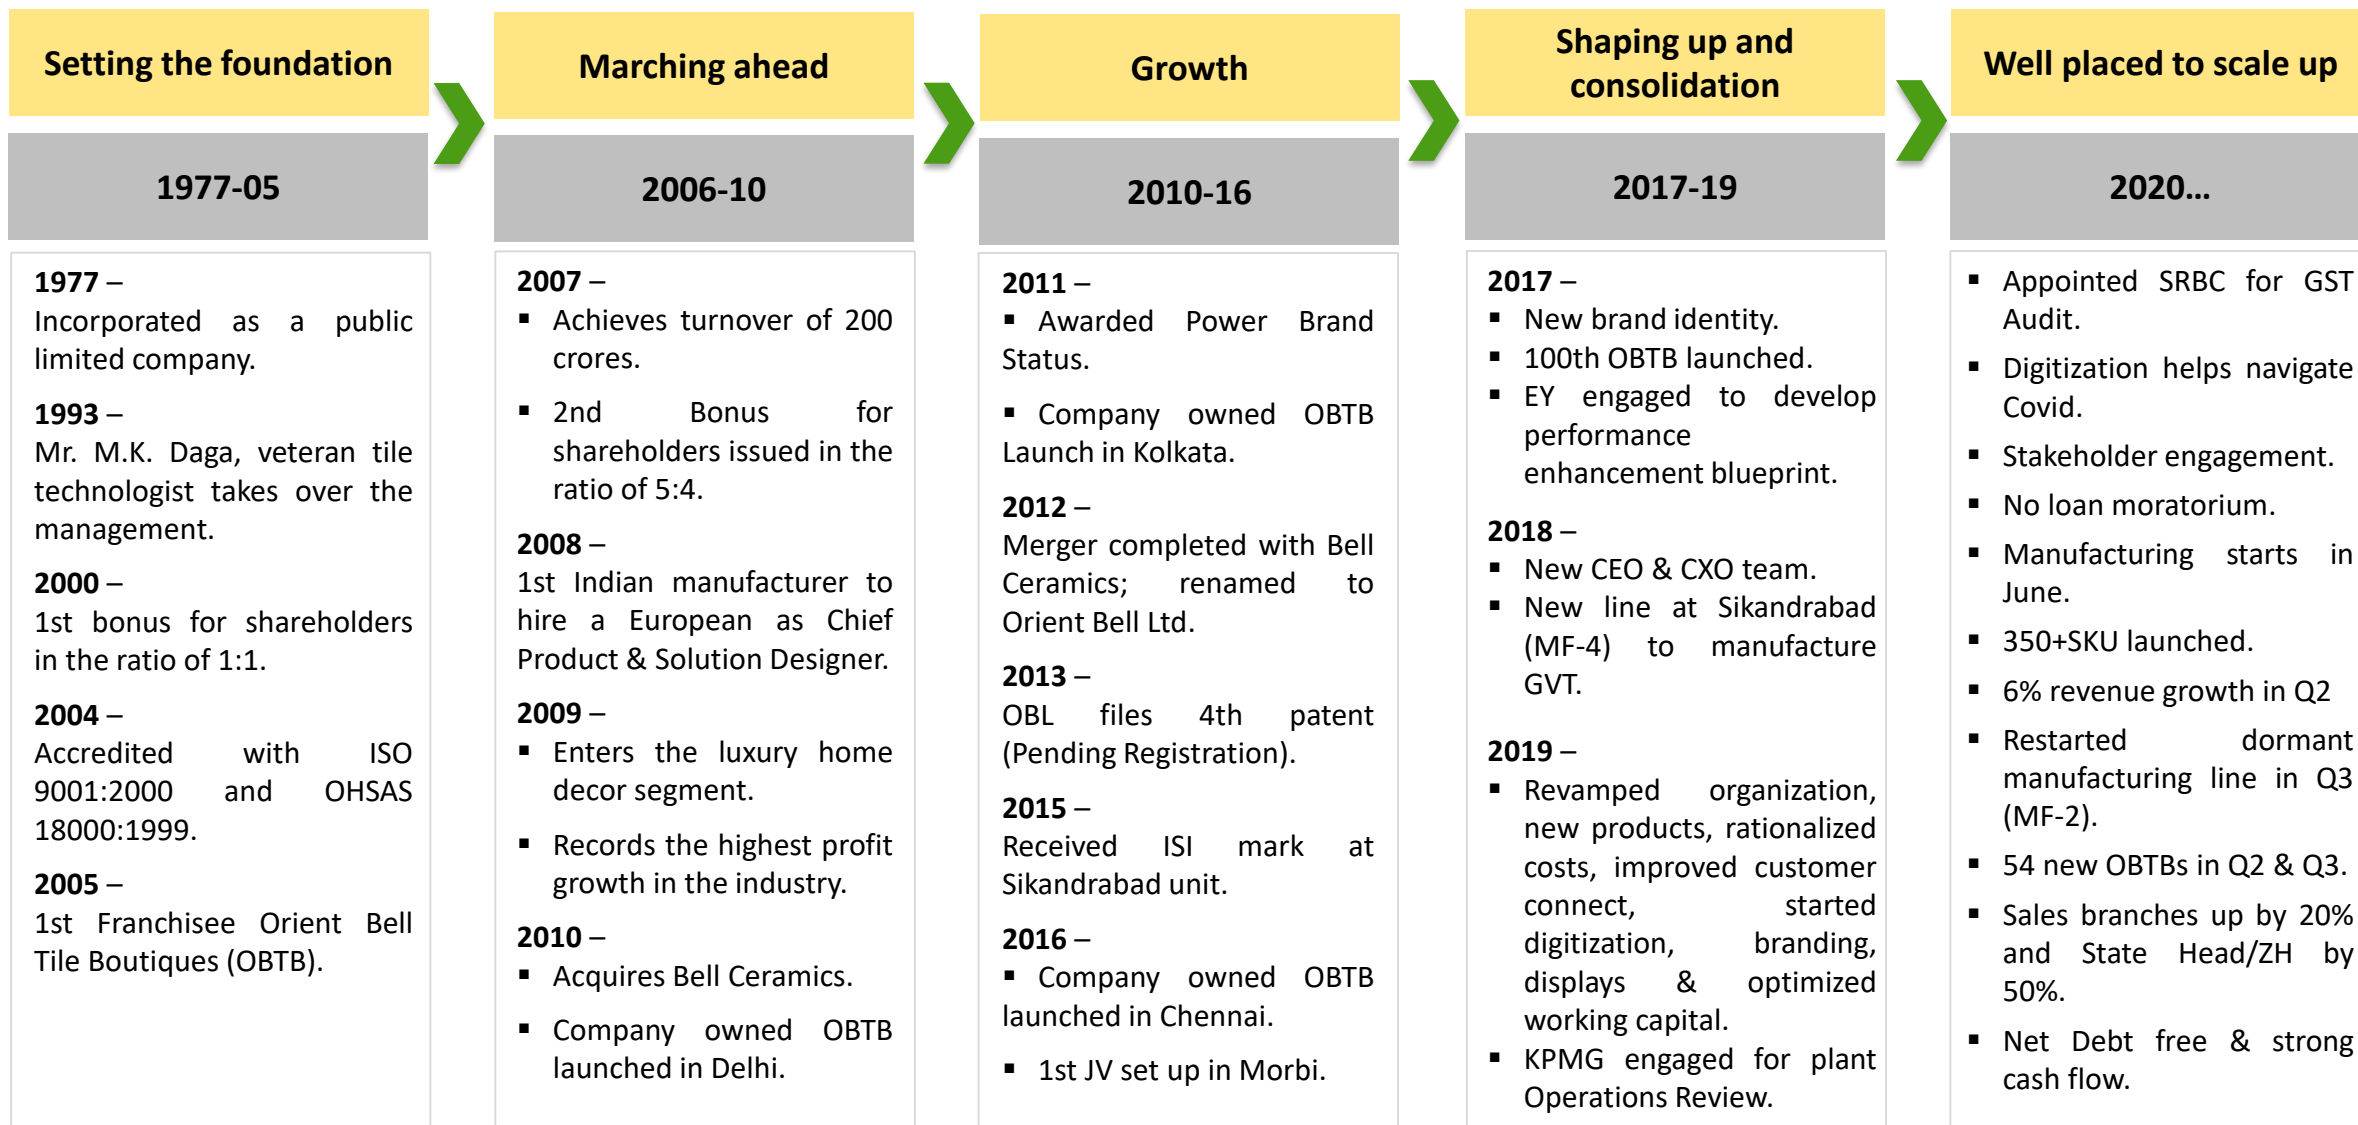 Setting the foundation
1977-05
1977 –
Incorporated as a public
limited company.
1993 –
Mr. M.K. Daga, veteran tile
technologist takes over the
management.
2000 –
1st bonus for shareholders
in the ratio of 1:1.
2004 –
Accredited with ISO
9001:2000 and OHSAS
18000:1999.
2005 –
1st Franchisee Orient Bell
Tile Boutiques (OBTB).
Marching ahead
2006-10
2007 –
▪ Achieves turnover of 200
crores.
▪ 2nd Bonus for
shareholders issued in the
ratio of 5:4.
2008 –
1st Indian manufacturer to
hire a European as Chief
Product & Solution Designer.
2009 –
▪ Enters the luxury home
decor segment.
▪ Records the highest profit
growth in the industry.
2010 –
▪ Acquires Bell Ceramics.
▪ Company owned OBTB
launched in Delhi.
Growth
2010-16
2011 –
▪ Awarded Power Brand
Status.
▪ Company owned OBTB
Launch in Kolkata.
2012 –
Merger completed with Bell
Ceramics; renamed to
Orient Bell Ltd.
2013 –
OBL files 4th patent
(Pending Registration).
2015 –
Received ISI mark at
Sikandrabad unit.
2016 –
▪ Company owned OBTB
launched in Chennai.
▪ 1st JV set up in Morbi.
Shaping up and
consolidation
2017-19
2017 –
▪ New brand identity.
▪ 100th OBTB launched.
▪ EY engaged to develop
performance
enhancement blueprint.
2018 –
▪ New CEO & CXO team.
▪ New line at Sikandrabad
(MF-4) to manufacture
GVT.
2019 –
▪ Revamped organization,
new products, rationalized
costs, improved customer
connect, started
digitization, branding,
displays & optimized
working capital.
▪ KPMG engaged for plant
Operations Review.
Well placed to scale up
2020...
▪ Appointed SRBC for GST
Audit.
▪ Digitization helps navigate
Covid.
▪ Stakeholder engagement.
▪ No loan moratorium.
▪ Manufacturing starts in
June.
▪ 350+SKU launched.
▪ 6% revenue growth in Q2
▪ Restarted dormant
manufacturing line in Q3
(MF-2).
▪ 54 new OBTBs in Q2 & Q3.
▪ Sales branches up by 20%
and State Head/ZH by
50%.
▪ Net Debt free & strong
cash flow.